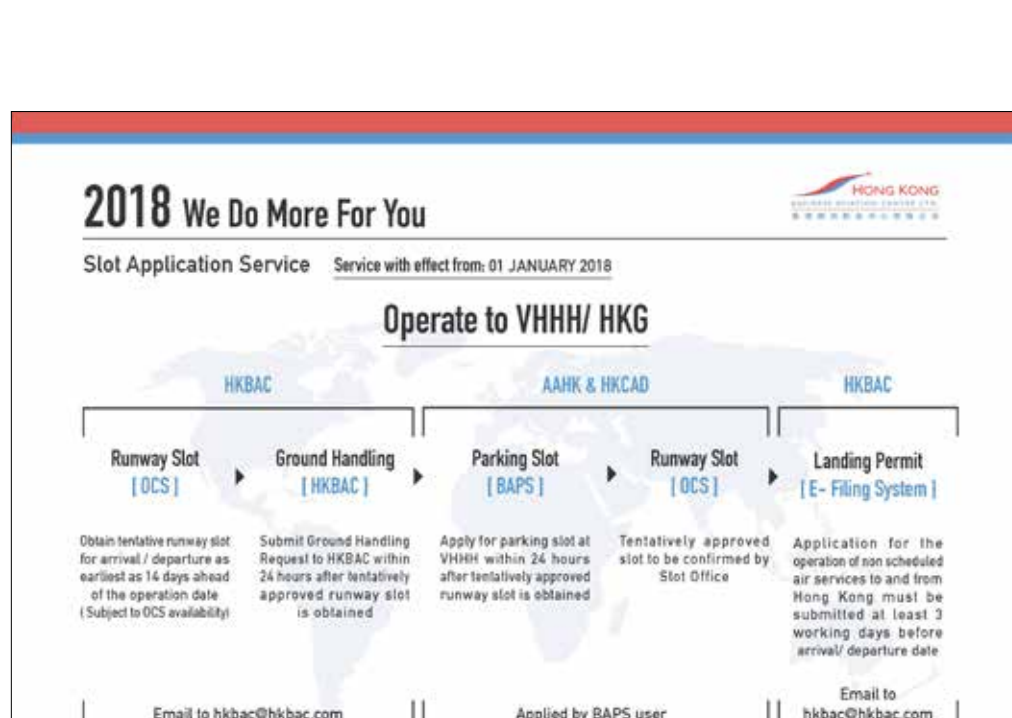 2018 We Do More For You
HONG KONG
Slot Application Service Service with effect from: 01 JANUARY 2018
Operate to VHHH/ HKG
HKBAC
AAHK & HKCAD
HKBAC
Runway Slot
[ OCS ]
Obtain tentative runway slot
for arrival / departure as
earliest as 14 days ahead
of the operation date
( Subject to OCS availability)
Ground Handling
[ HKBAC ]
Submit Ground Handling
Request to HKBAC within
24 hours after tentatively
approved runway slot
is obtained
Parking Slot
[ BAPS ]
Apply for parking slot at
VHHH within 24 hours
after tentatively approved
runway slot is obtained
Runway Slot
[ OCS ]
Tentatively approved
slot to be confirmed by
Slot Office
Landing Permit
[ E- Filing System ]
Application for the
operation of non scheduled
air services to and from
Hong Kong must be
submitted at least 3
working days before
arrival/ departure date
Email to hkbac@hkbac.com
Applied by BAPS user
Email to
hkbac@hkbac.com